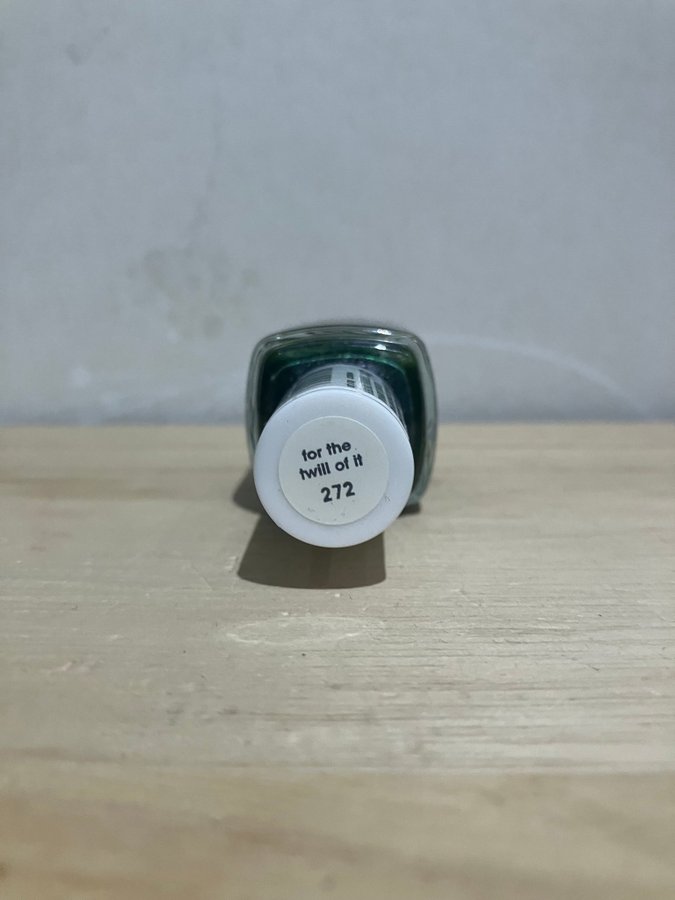 for the
twill of it
272